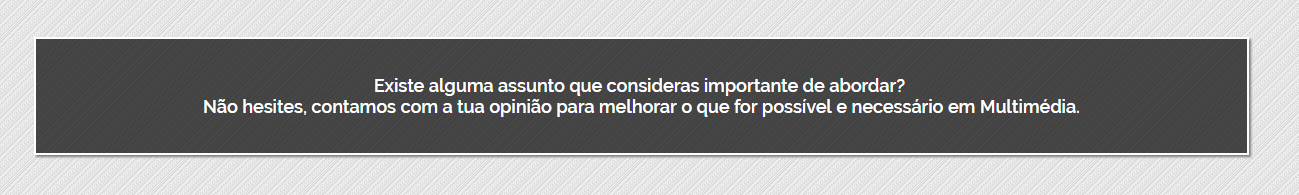 Existe alguma assunto que consideras importante de abordar?
Não hesites, contamos com a tua opinião para melhorar o que for possível e necessário em Multimédia.